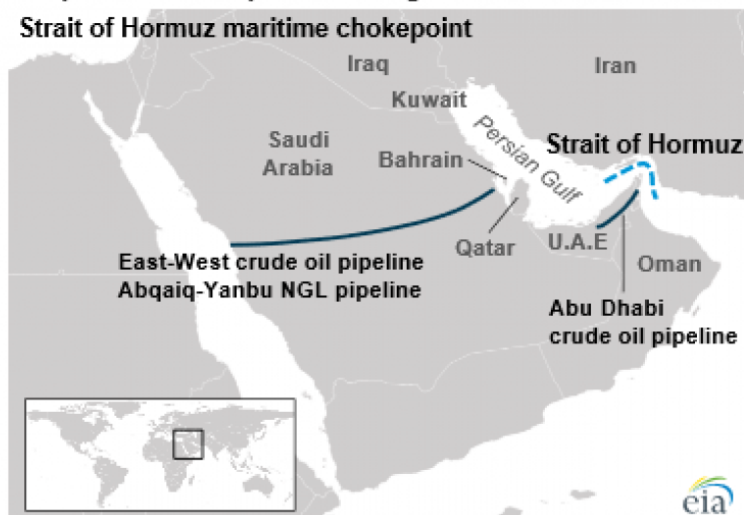 Strait of Hormuz maritime chokepoint
Iraq
Iran
Kuwait
Saudi
Arabia
Bahrain
Persian Gulf
Strait of Hormuz
Qatar
U.A.E
Oman
East-West crude oil pipeline
Abqaiq-Yanbu NGL pipeline
Abu Dhabi
crude oil pipeline
eia